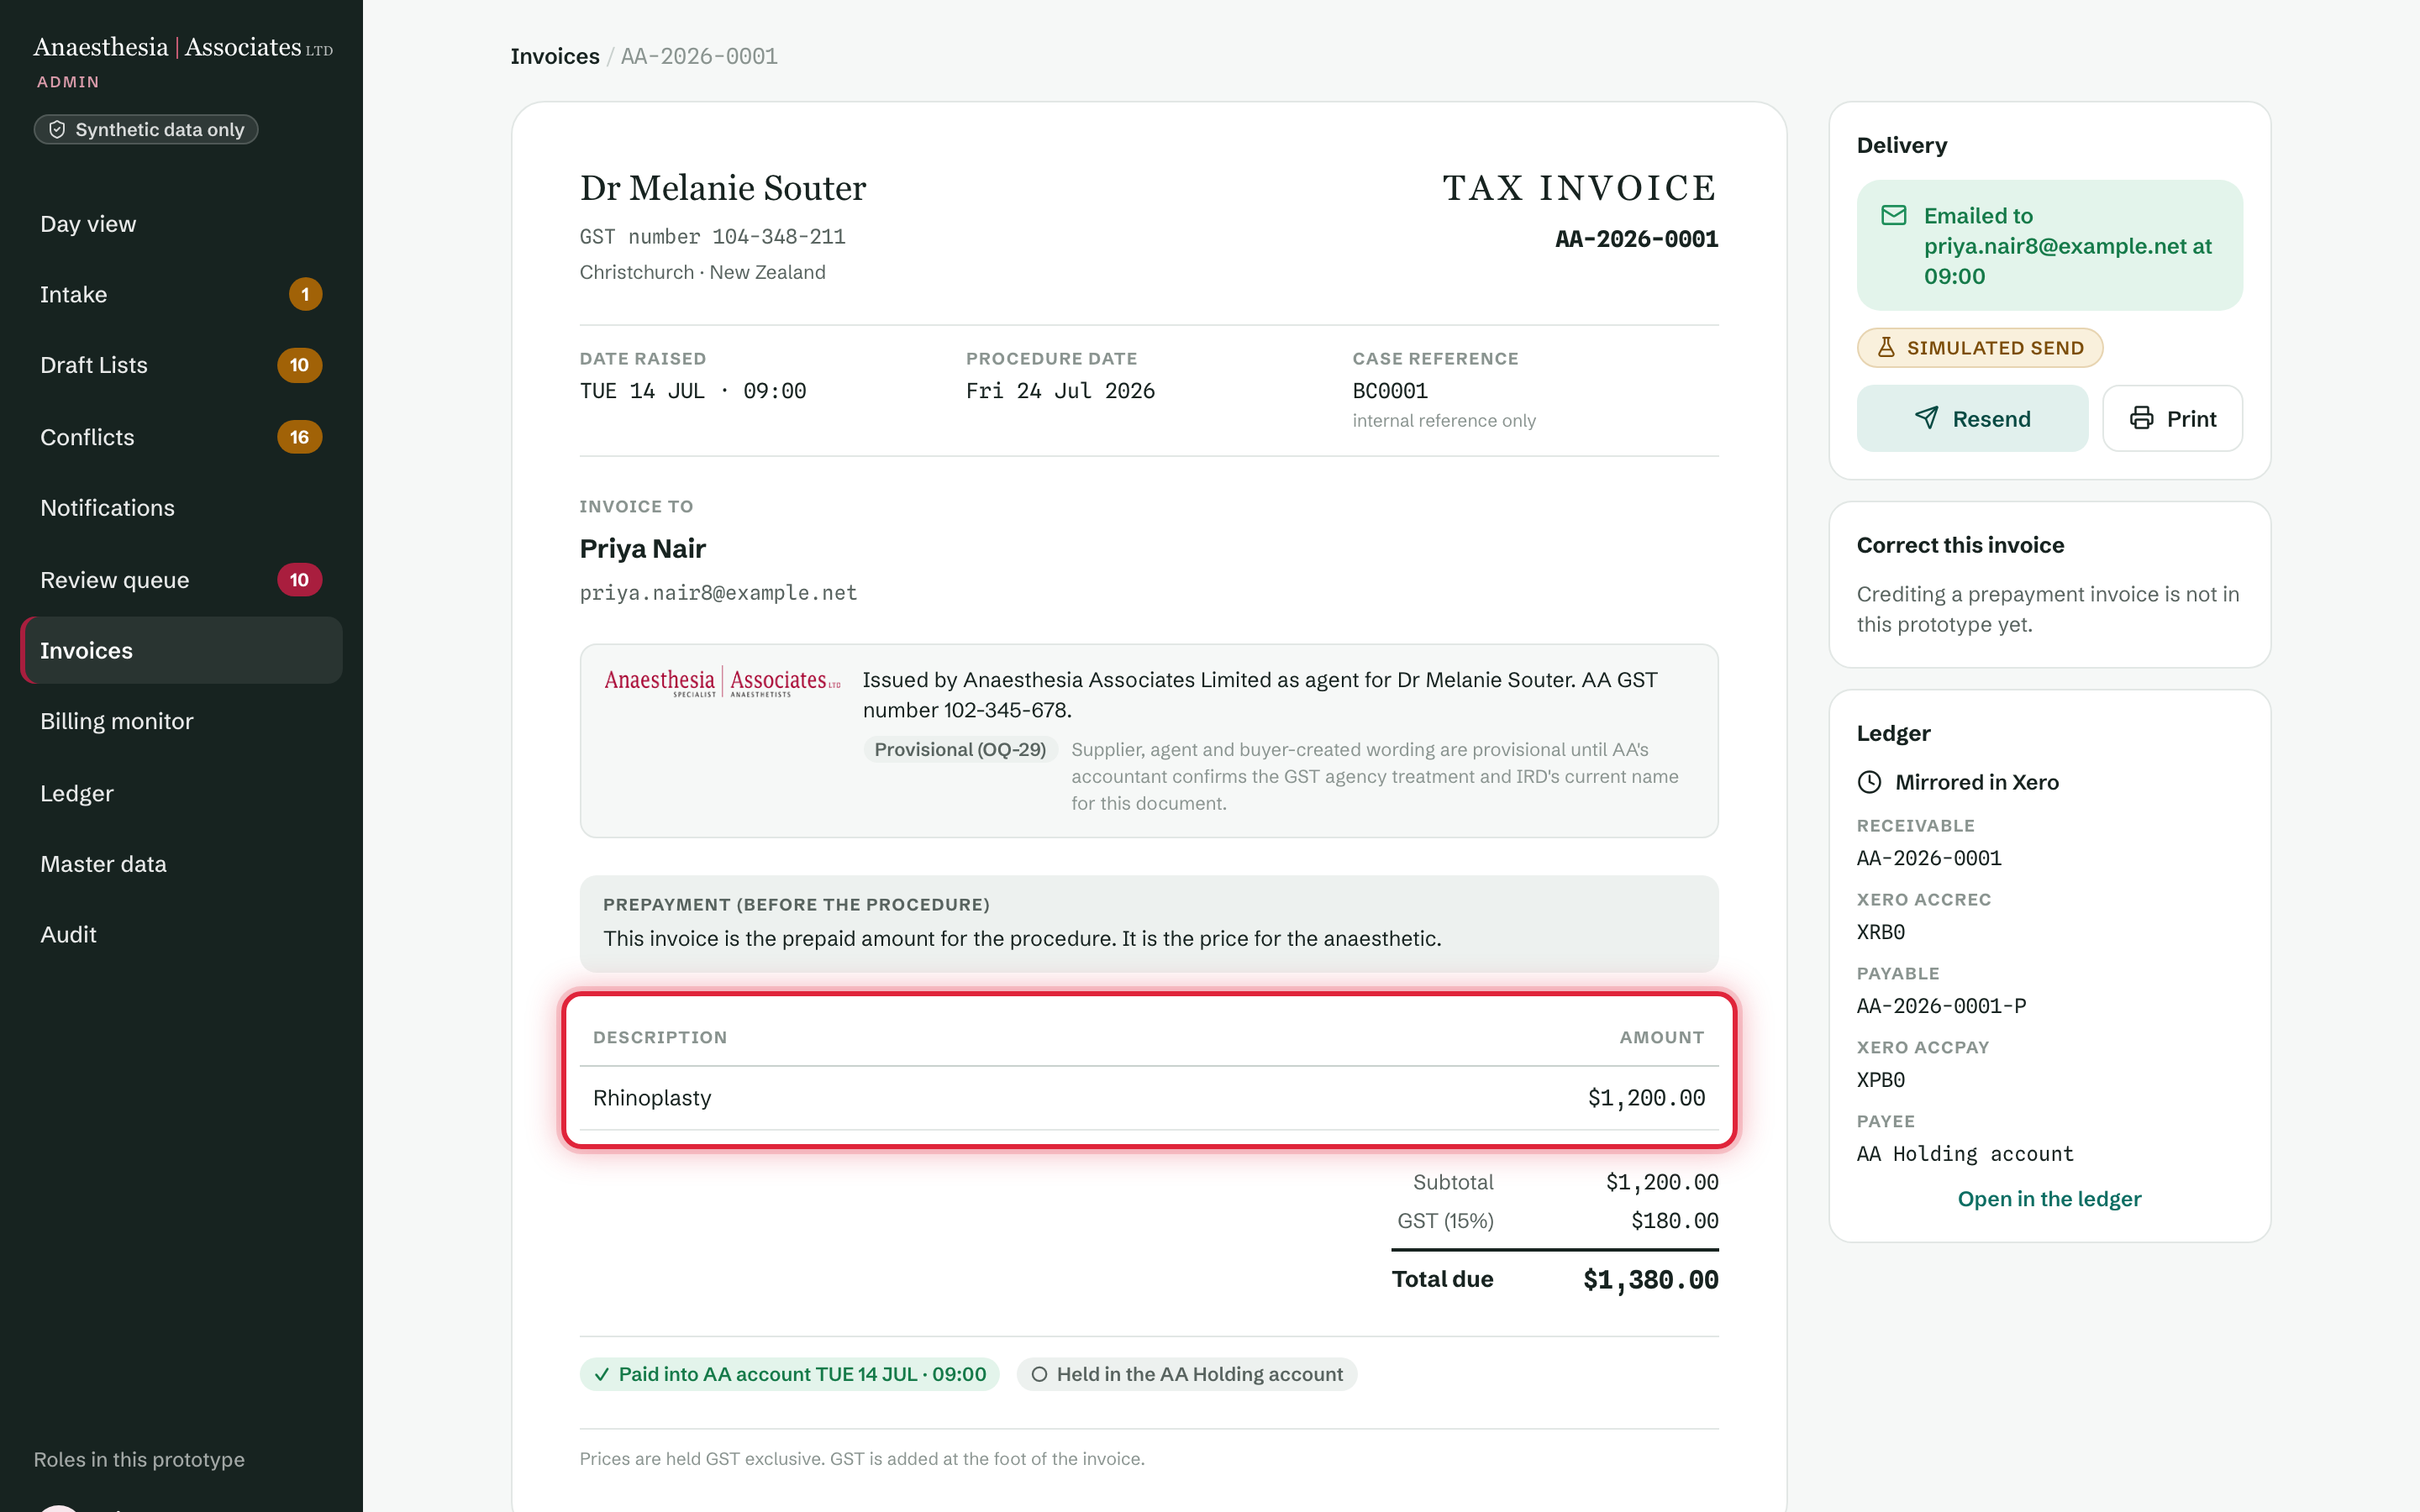 Anaesthesia | Associates LTD
ADMIN
Synthetic data only
Day view
Intake 1
Draft Lists 10
Conflicts 16
Notifications
Review queue 10
Invoices
Billing monitor
Ledger
Master data
Audit
Roles in this prototype
Invoices / AA-2026-0001
Dr Melanie Souter
GST number 104-348-211
Christchurch · New Zealand
TAX INVOICE
AA-2026-0001
DATE RAISED
TUE 14 JUL · 09:00
PROCEDURE DATE
Fri 24 Jul 2026
CASE REFERENCE
BC0001
internal reference only
INVOICE TO
Priya Nair
priya.nair8@example.net
Anaesthesia | Associates LTD
SPECIALIST ANAESTHETISTS
Issued by Anaesthesia Associates Limited as agent for Dr Melanie Souter. AA GST
number 102-345-678.
Provisional (OQ-29)
Supplier, agent and buyer-created wording are provisional until AA's
accountant confirms the GST agency treatment and IRD's current name
for this document.
PREPAYMENT (BEFORE THE PROCEDURE)
This invoice is the prepaid amount for the procedure. It is the price for the anaesthetic.
DESCRIPTION AMOUNT
Rhinoplasty $1,200.00
Subtotal $1,200.00
GST (15%) $180.00
Total due $1,380.00
Paid into AA account TUE 14 JUL · 09:00
Held in the AA Holding account
Prices are held GST exclusive. GST is added at the foot of the invoice.
Delivery
Emailed to
priya.nair8@example.net at
09:00
SIMULATED SEND
Resend
Print
Correct this invoice
Crediting a prepayment invoice is not in
this prototype yet.
Ledger
Mirrored in Xero
RECEIVABLE
AA-2026-0001
XERO ACCREC
XRB0
PAYABLE
AA-2026-0001-P
XERO ACCPAY
XPB0
PAYEE
AA Holding account
Open in the ledger